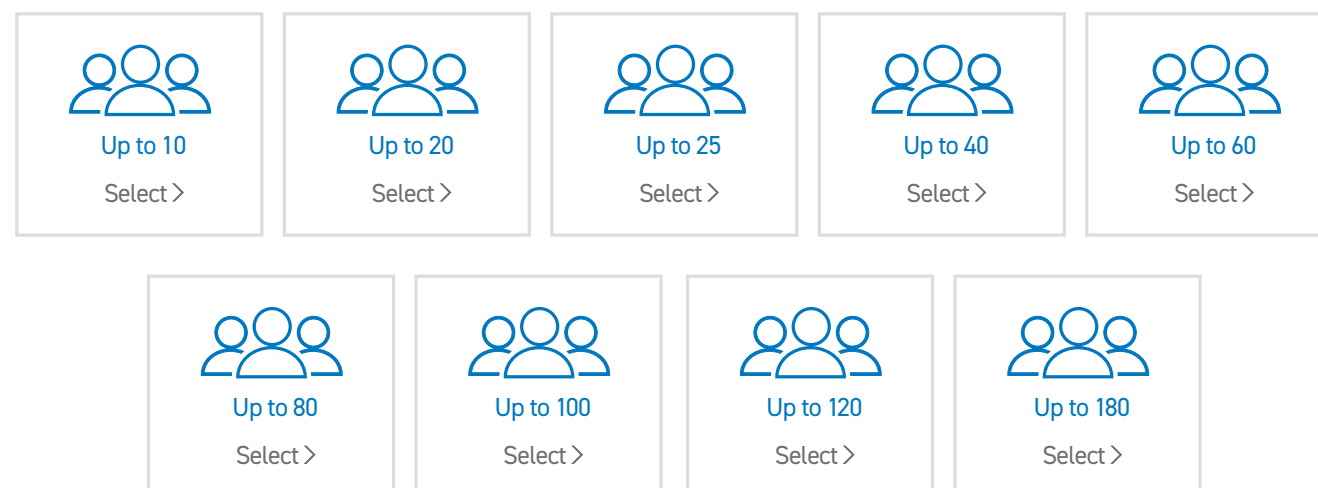 Up to 10
Select >
Up to 20
Select >
Up to 25
Select >
Up to 40
Select >
Up to 60
Select >
Up to 80
Select >
Up to 100
Select >
Up to 120
Select >
Up to 180
Select >